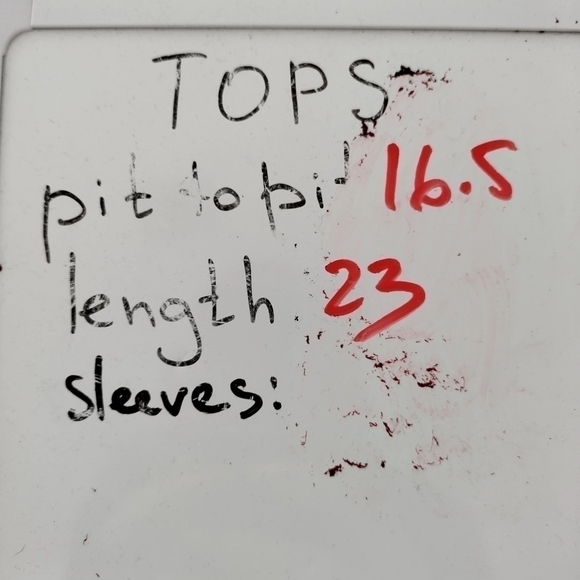 TOPS
pit to pit 16.5
length 23
sleeves: